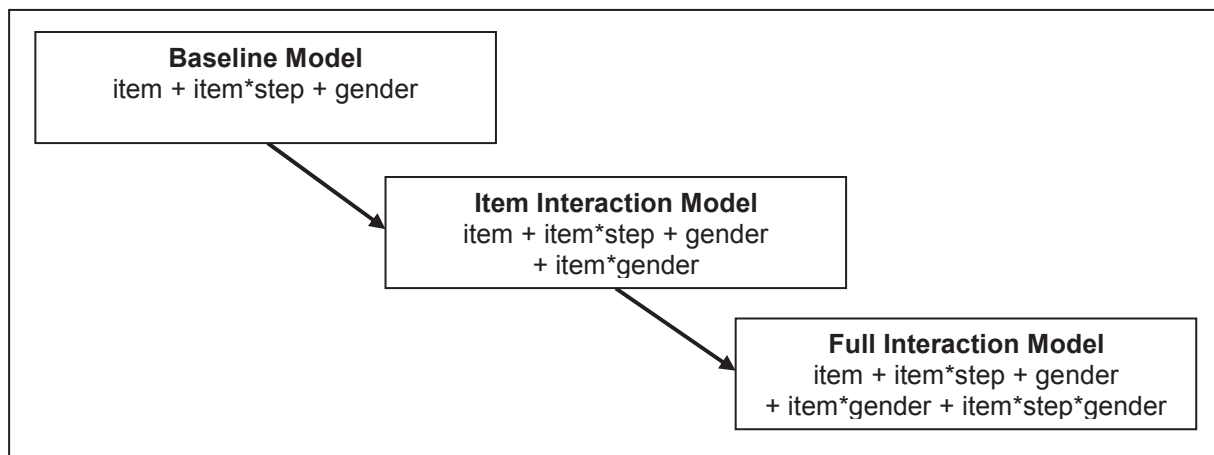 Baseline Model
item + item*step + gender
Item Interaction Model
item + item*step + gender
+ item*gender
Full Interaction Model
item + item*step + gender
+ item*gender + item*step*gender